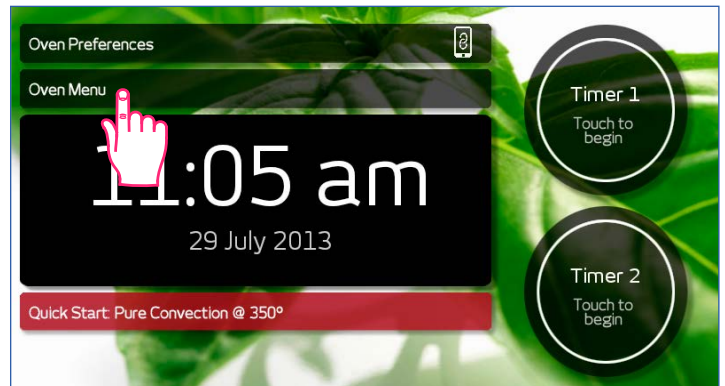 Oven Preferences
Oven Menu
11:05 am
29 July 2013
Quick Start: Pure Convection @ 350º
Timer 1
Touch to
begin
Timer 2
Touch to
begin